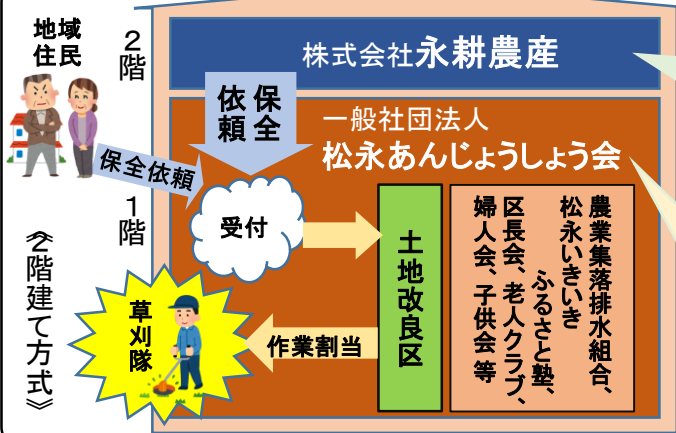 地域
住民
2階
株式会社永耕農産
保全
依頼
一般社団法人
松永あんじょうしょう会
保全依頼
1階
受付
土地改良区
農業集落排水組合、
松永いきいき
ふるさと塾、
区長会、老人クラブ、
婦人会、子供会 等
草刈隊
作業割当
《2階建て方式》